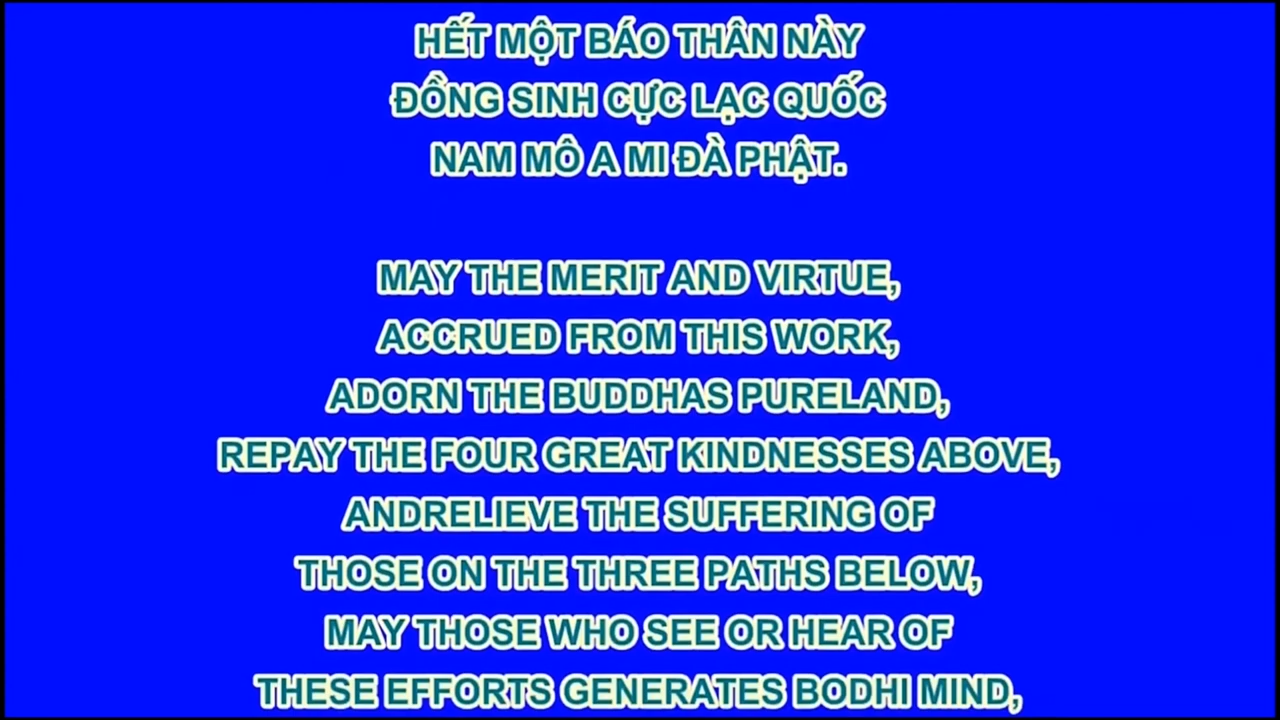 HẾT MỘT BÁO THÂN NÀY
ĐỒNG SINH CỰC LẠC QUỐC
NAM MÔ A MI ĐÀ PHẬT.
MAY THE MERIT AND VIRTUE,
ACCRUED FROM THIS WORK,
ADORN THE BUDDHAS PURELAND,
REPAY THE FOUR GREAT KINDNESSES ABOVE,
ANDRELIEVE THE SUFFERING OF
THOSE ON THE THREE PATHS BELOW,
MAY THOSE WHO SEE OR HEAR OF
THESE EFFORTS GENERATES BODHI MIND,